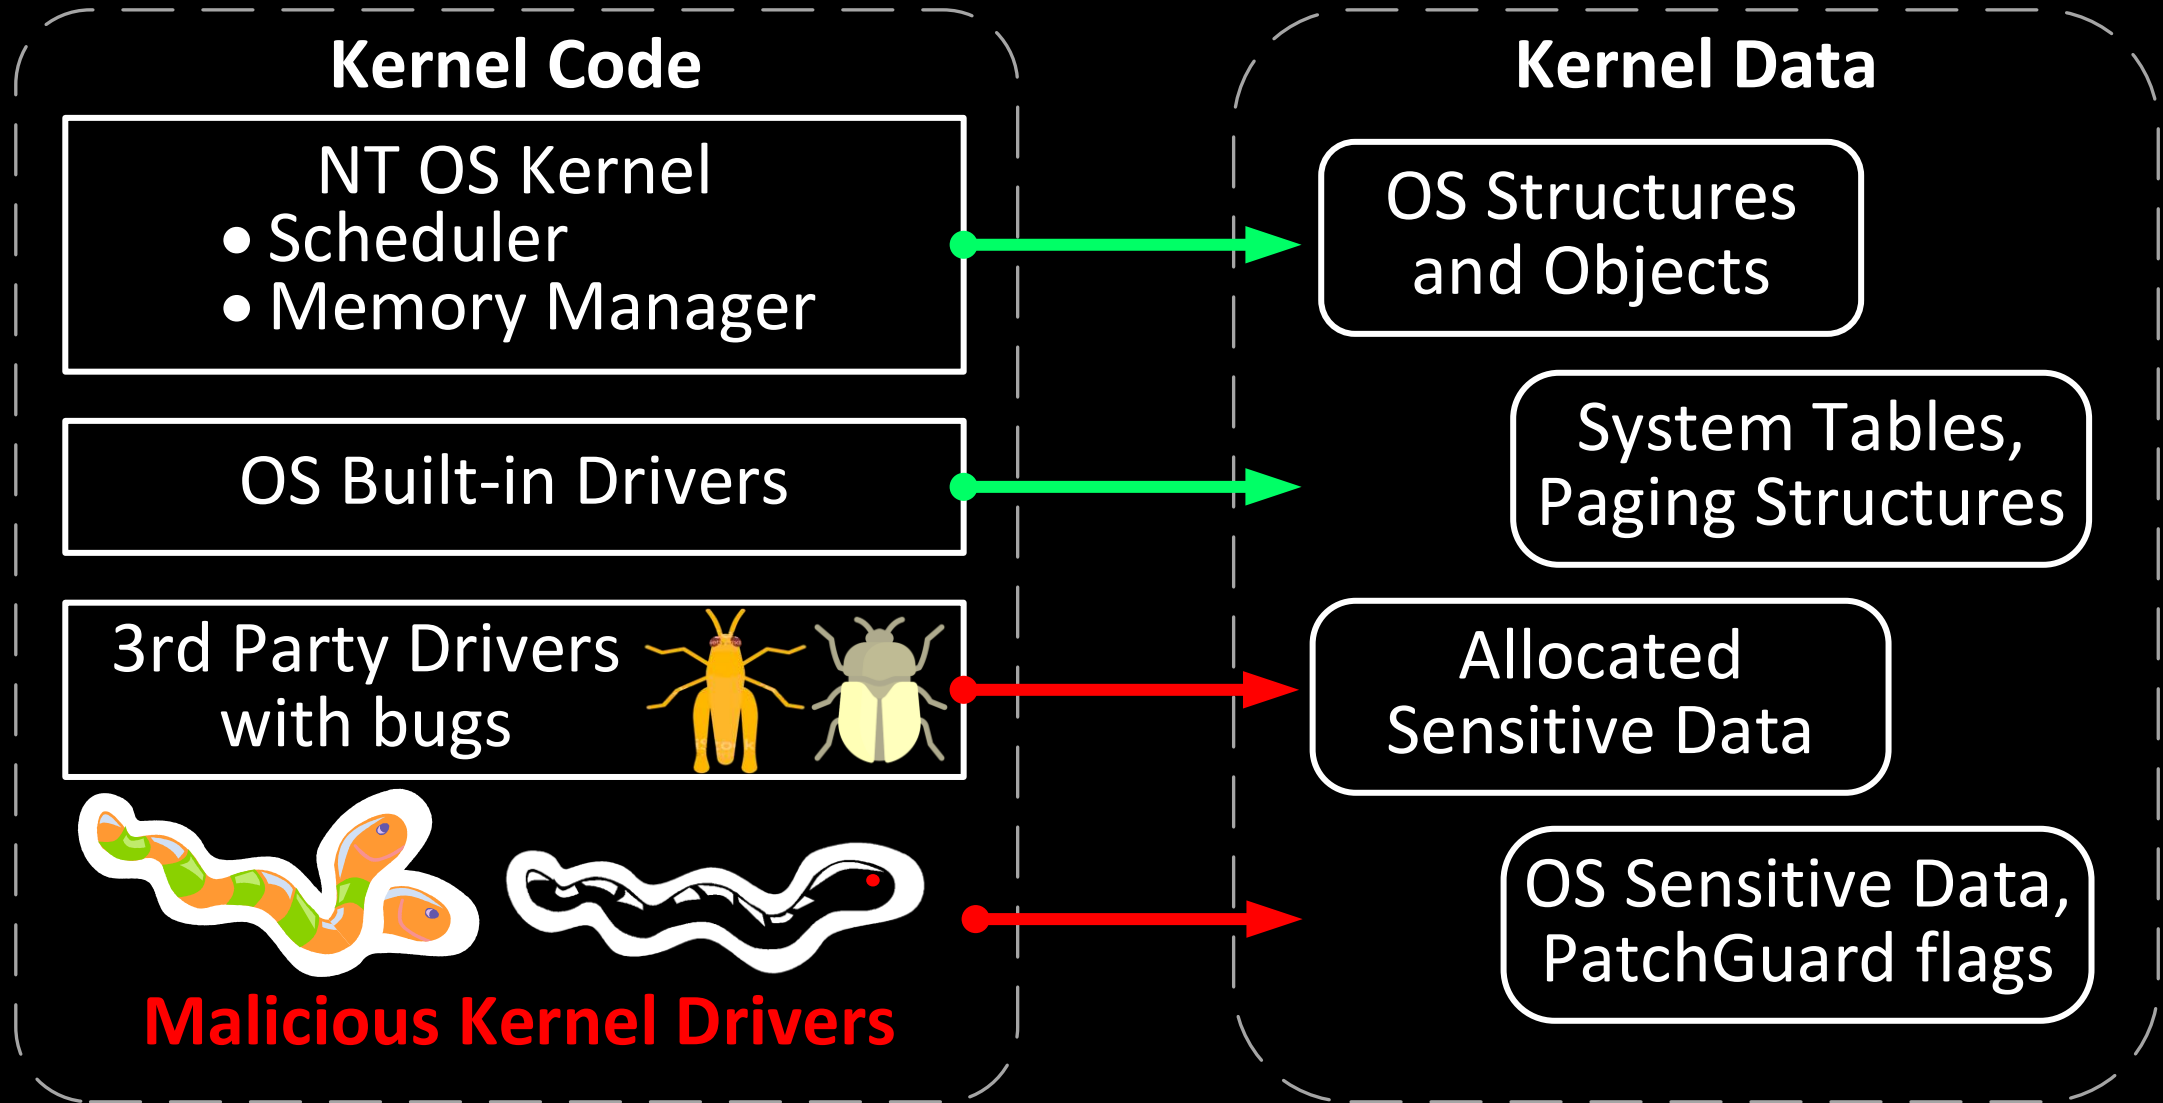 Kernel Code
NT OS Kernel
• Scheduler
• Memory Manager
OS Built-in Drivers
3rd Party Drivers
with bugs
Malicious Kernel Drivers
Kernel Data
OS Structures
and Objects
System Tables,
Paging Structures
Allocated
Sensitive Data
OS Sensitive Data,
PatchGuard flags